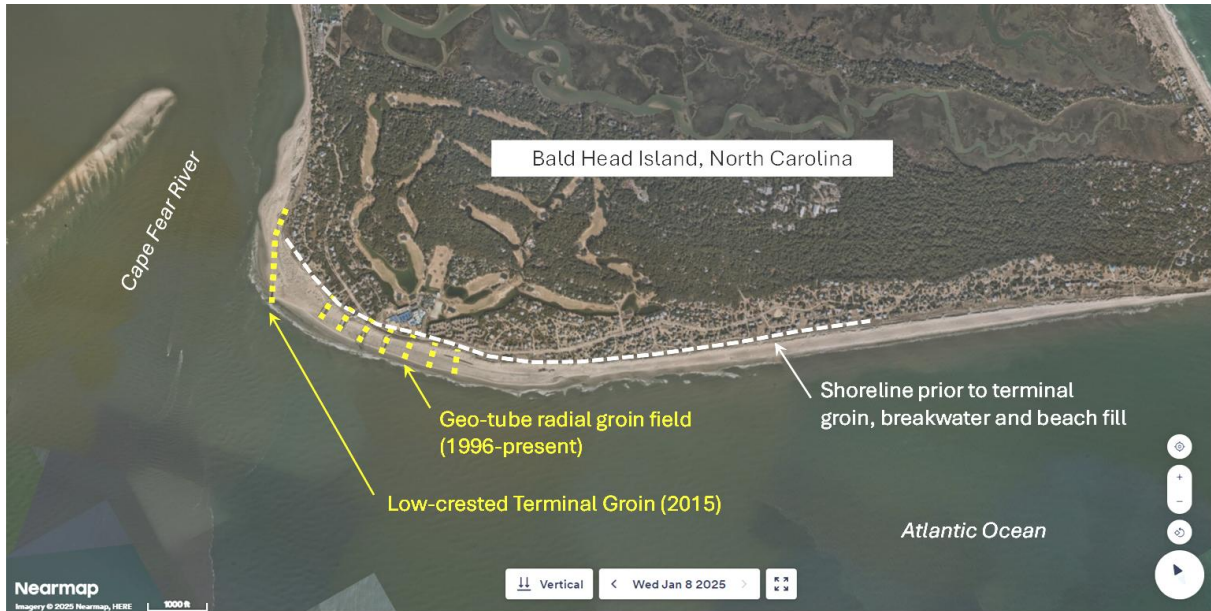 Bald Head Island, North Carolina
Cape Fear River
Shoreline prior to terminal
groin, breakwater and beach fill
Geo-tube radial groin field
(1996-present)
Low-crested Terminal Groin (2015)
Atlantic Ocean
Nearmap
Imagery © 2025 Nearmap, HERE
1000 ft
Vertical
Wed Jan 8 2025